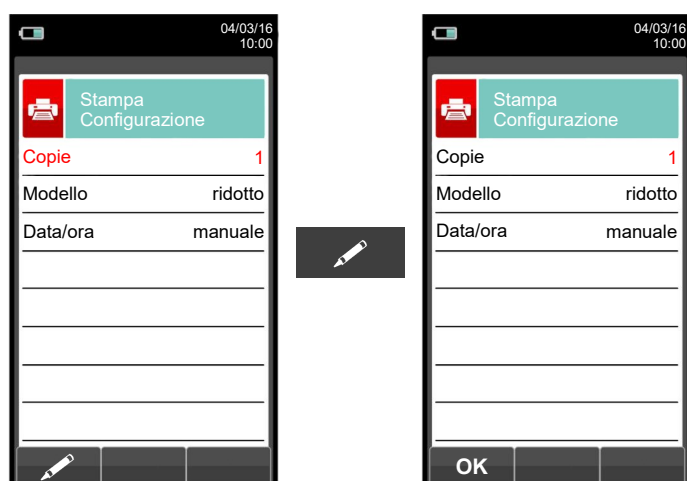 04/03/16
10:00
Stampa
Configurazione
Copie 1
Modello ridotto
Data/ora manuale
04/03/16
10:00
Stampa
Configurazione
Copie 1
Modello ridotto
Data/ora manuale
OK